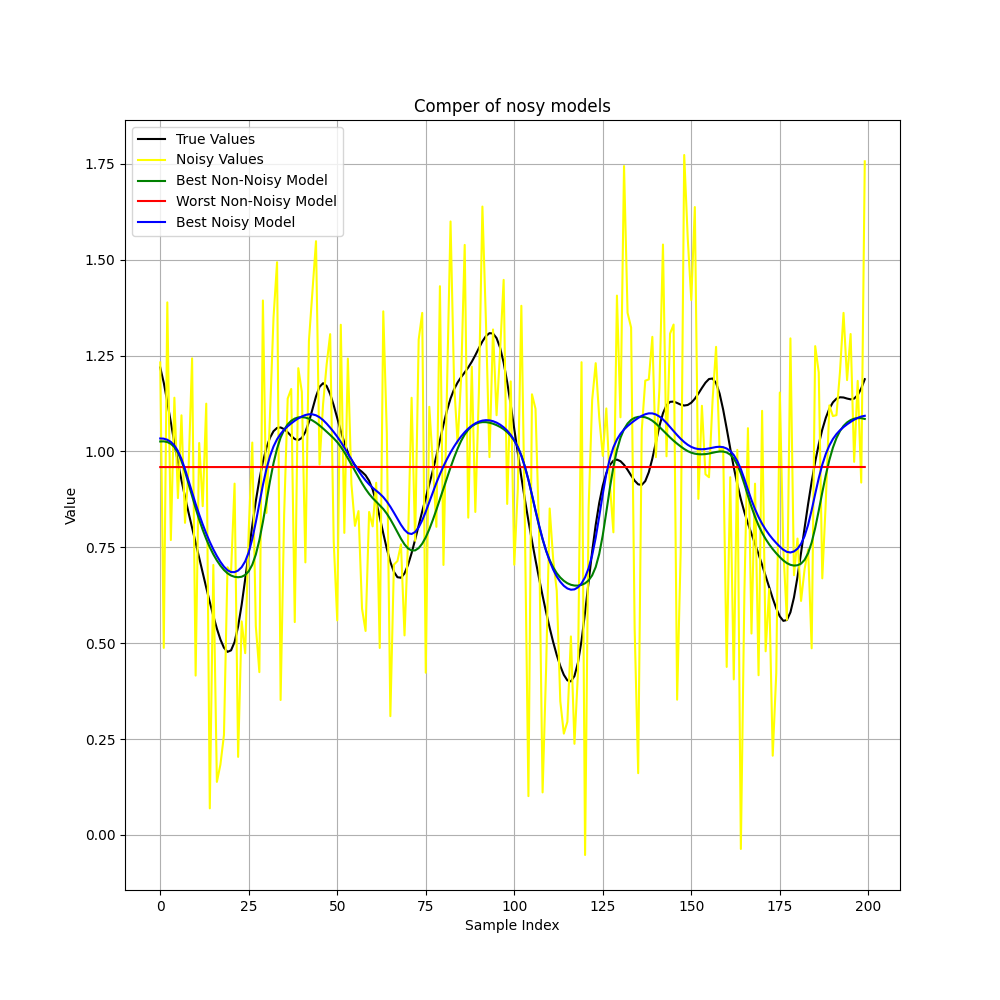 Comper of nosy models
True Values
Noisy Values
Best Non-Noisy Model
Worst Non-Noisy Model
Best Noisy Model
1.75
1.50
1.25
1.00
0.75
0.50
0.25
0.00
Value
0 25 50 75 100 125 150 175 200
Sample Index